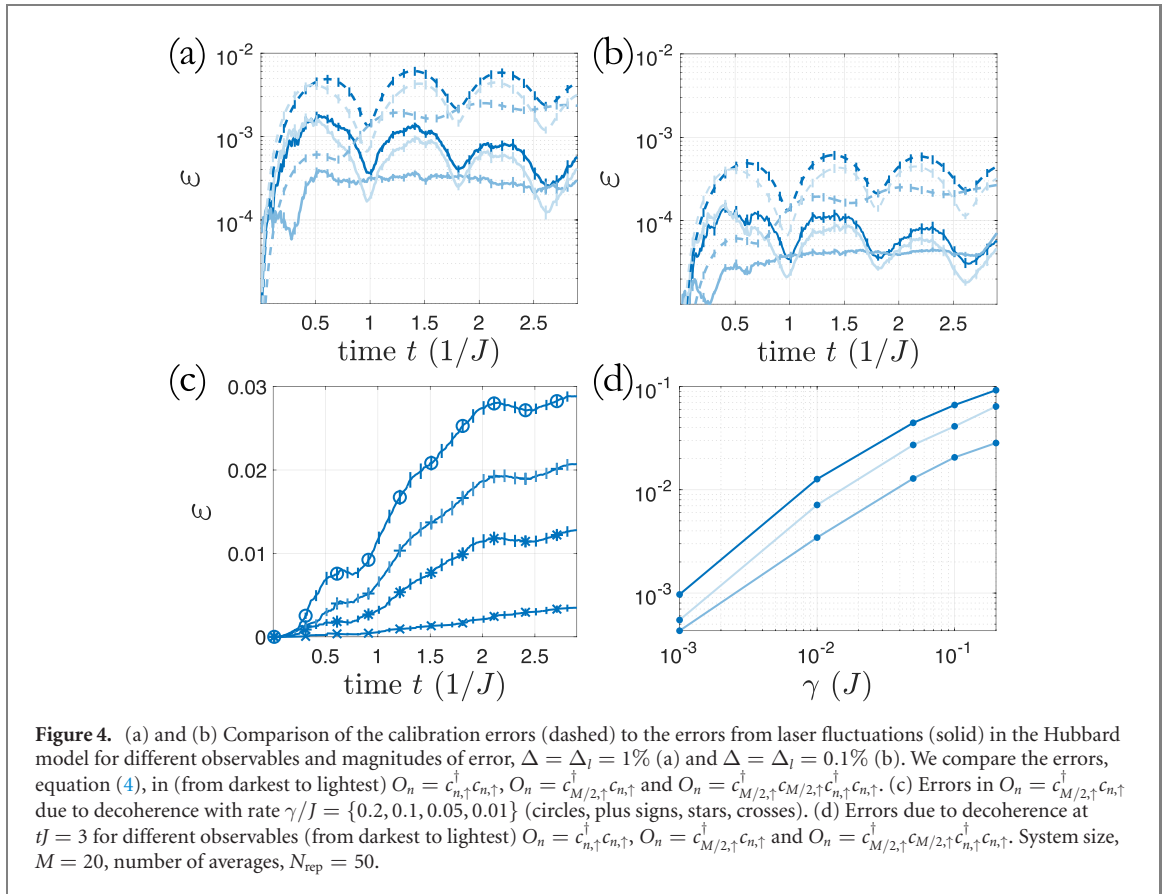 (a)
10⁻²
10⁻³
ε
10⁻⁴
0.5 1 1.5 2 2.5
time t (1/J)
(b)
10⁻²
10⁻³
ε
10⁻⁴
0.5 1 1.5 2 2.5
time t (1/J)
(c)
0.03
0.02
ε
0.01
0
0.5 1 1.5 2 2.5
time t (1/J)
(d)
10⁻¹
10⁻²
10⁻³
10⁻³ 10⁻² 10⁻¹
γ (J)
Figure 4. (a) and (b) Comparison of the calibration errors (dashed) to the errors from laser fluctuations (solid) in the Hubbard
model for different observables and magnitudes of error, Δ = Δ_l = 1% (a) and Δ = Δ_l = 0.1% (b). We compare the errors,
equation (4), in (from darkest to lightest) O_n = c†_{n,↑}c_{n,↑}, O_n = c†_{M/2,↑}c_{n,↑} and O_n = c†_{M/2,↑}c_{M/2,↑}c†_{n,↑}c_{n,↑}. (c) Errors in O_n = c†_{M/2,↑}c_{n,↑}
due to decoherence with rate γ/J = {0.2, 0.1, 0.05, 0.01} (circles, plus signs, stars, crosses). (d) Errors due to decoherence at
tJ = 3 for different observables (from darkest to lightest) O_n = c†_{n,↑}c_{n,↑}, O_n = c†_{M/2,↑}c_{n,↑} and O_n = c†_{M/2,↑}c_{M/2,↑}c†_{n,↑}c_{n,↑}. System size,
M = 20, number of averages, N_rep = 50.